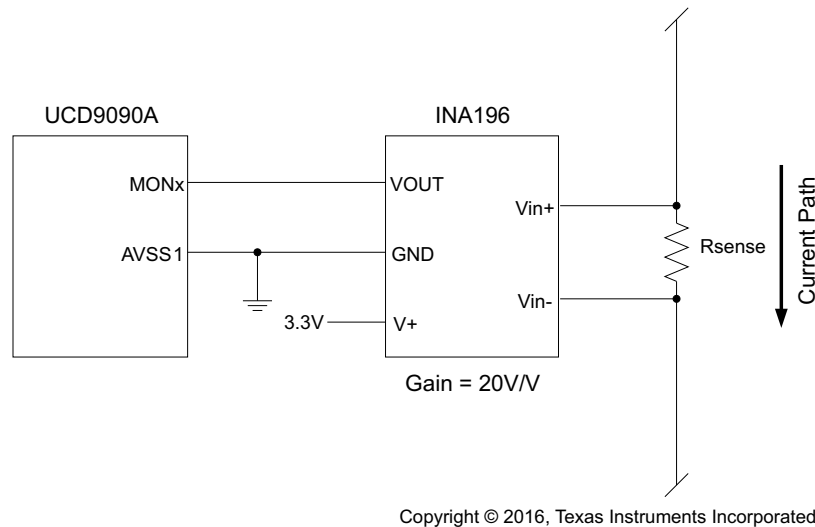 UCD9090A
INA196
MONx
VOUT
Vin+
AVSS1
GND
Rsense
Current Path
Vin-
3.3V
V+
Gain = 20V/V
Copyright © 2016, Texas Instruments Incorporated